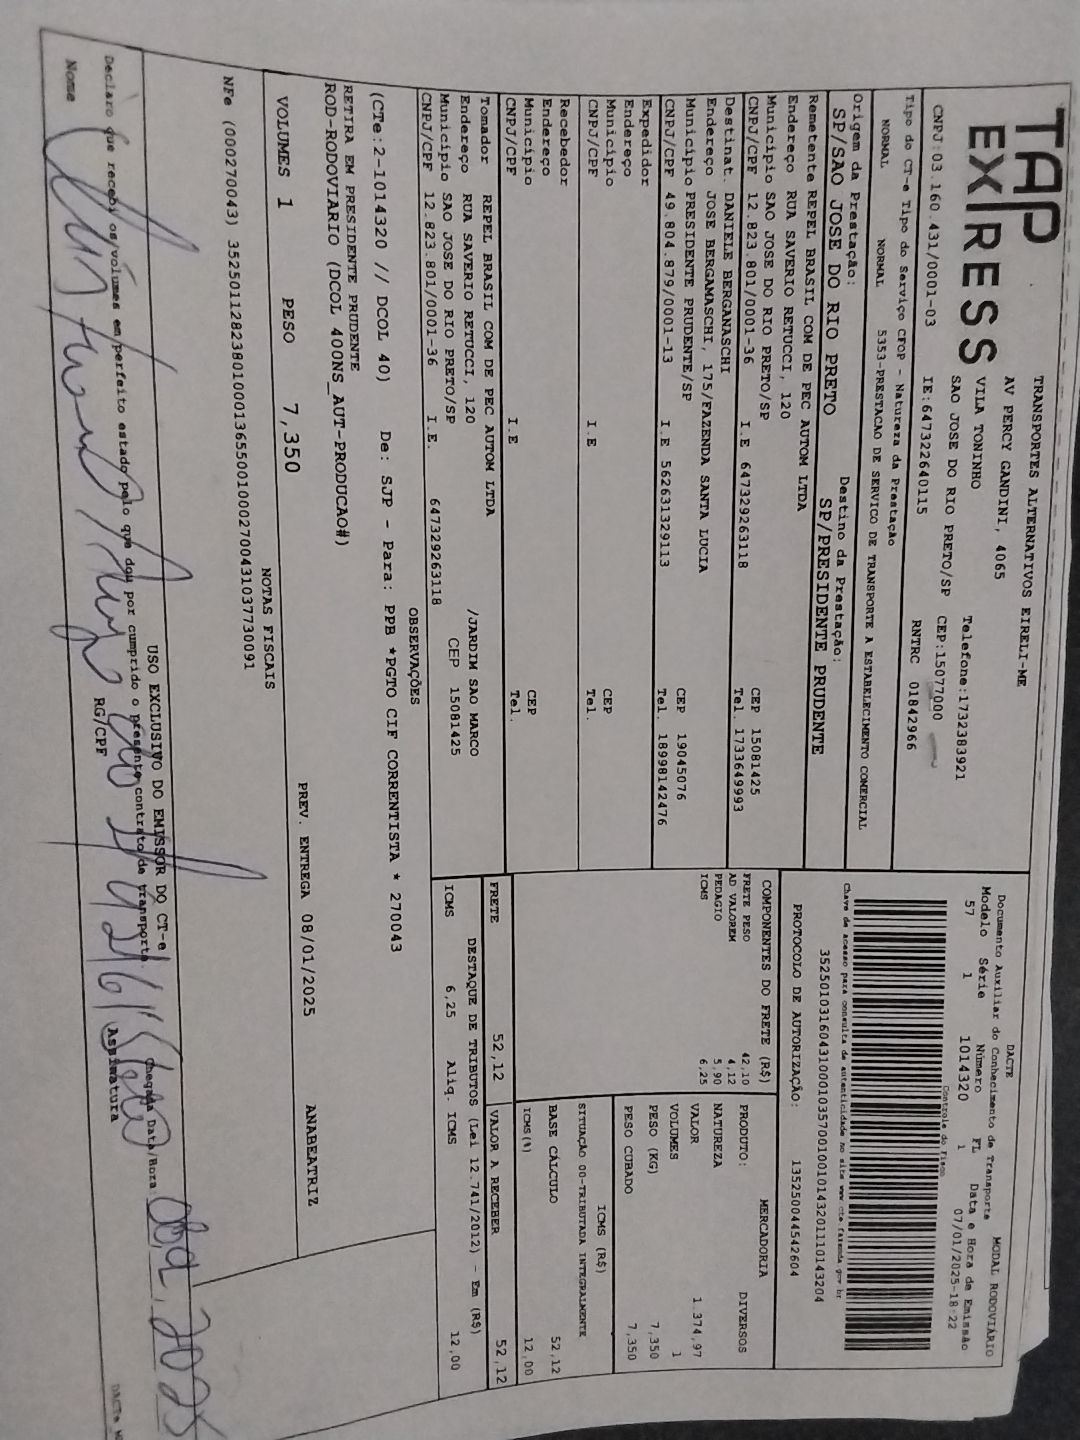 TAP
EXPRESS
TRANSPORTES ALTERNATIVOS EIRELI-ME
AV PERCY GANDINI, 4065
VILA TONINHO
SAO JOSE DO RIO PRETO/SP
Telefone:1732383921
CEP:15077000
CNPJ:03.160.431/0001-03 IE:647322640115 RNTRC 01842966
Tipo do CT-e Tipo do Serviço CFOP - Natureza da Prestação
NORMAL NORMAL 5353-PRESTACAO DE SERVICO DE TRANSPORTE A ESTABELECIMENTO COMERCIAL
Origem da Prestação: Destino da Prestação:
SP/SAO JOSE DO RIO PRETO SP/PRESIDENTE PRUDENTE
Remetente REPEL BRASIL COM DE PEC AUTOM LTDA
Endereço RUA SAVERIO RETUCCI, 120 CEP 15081425
Município SAO JOSE DO RIO PRETO/SP Tel. 1733649993
CNPJ/CPF 12.823.801/0001-36 I.E 647329263118
Destinat. DANIELE BERGANASCHI
Endereço JOSE BERGAMASCHI, 175/FAZENDA SANTA LUCIA
Município PRESIDENTE PRUDENTE/SP CEP 19045076
CNPJ/CPF 49.804.879/0001-13 I.E 562631329113 Tel. 18998142476
Expedidor
Endereço
Município CEP
CNPJ/CPF I.E Tel.
Recebedor
Endereço
Município CEP
CNPJ/CPF I.E Tel.
Tomador REPEL BRASIL COM DE PEC AUTOM LTDA
Endereço RUA SAVERIO RETUCCI, 120 /JARDIM SAO MARCO
Município SAO JOSE DO RIO PRETO/SP CEP 15081425
CNPJ/CPF 12.823.801/0001-36 I.E. 647329263118
DACTE
Documento Auxiliar do Conhecimento de Transporte MODAL RODOVIÁRIO
Modelo Série Número FL Data e Hora de Emissão
57 1 1014320 1 07/01/2025-18:22
Controle do Fisco
Chave de acesso para consulta de autenticidade no site www.cte.fazenda.gov.br
35250103160431000103570010010143201110143204
PROTOCOLO DE AUTORIZAÇÃO: 135250044542604
COMPONENTES DO FRETE (R$)
FRETE PESO 42,10
AD VALOREM 4,12
PEDAGIO 5,90
ICMS 6,25
MERCADORIA
PRODUTO: DIVERSOS
NATUREZA
VALOR 1.374,97
VOLUMES 1
PESO (KG) 7,350
PESO CUBADO 7,350
ICMS (R$)
SITUAÇÃO 00-TRIBUTADA INTEGRALMENTE
BASE CÁLCULO 52,12
ICMS(%) 12,00
FRETE 52,12 VALOR A RECEBER 52,12
DESTAQUE DE TRIBUTOS (Lei 12.741/2012) - Em (R$)
ICMS 6,25 Aliq. ICMS 12,00
OBSERVAÇÕES
(CTe:2-1014320 // DCOL 40) De: SJP - Para: PPB *PGTO CIF CORRENTISTA * 270043
RETIRA EM PRESIDENTE PRUDENTE
ROD-RODOVIARIO (DCOL 400NS_AUT-PRODUCAO#)
VOLUMES 1 PESO 7,350 PREV. ENTREGA 08/01/2025 ANABEATRIZ
NOTAS FISCAIS
NFe (000270043) 35250112823801000136550010002700431037730091
USO EXCLUSIVO DO EMISSOR DO CT-e
Declaro que recebi os/volumes em/perfeito estado pelo que dou por cumprido o presente contrato de transporte.
Chegada Data/Hora
Nome RG/CPF Assinatura